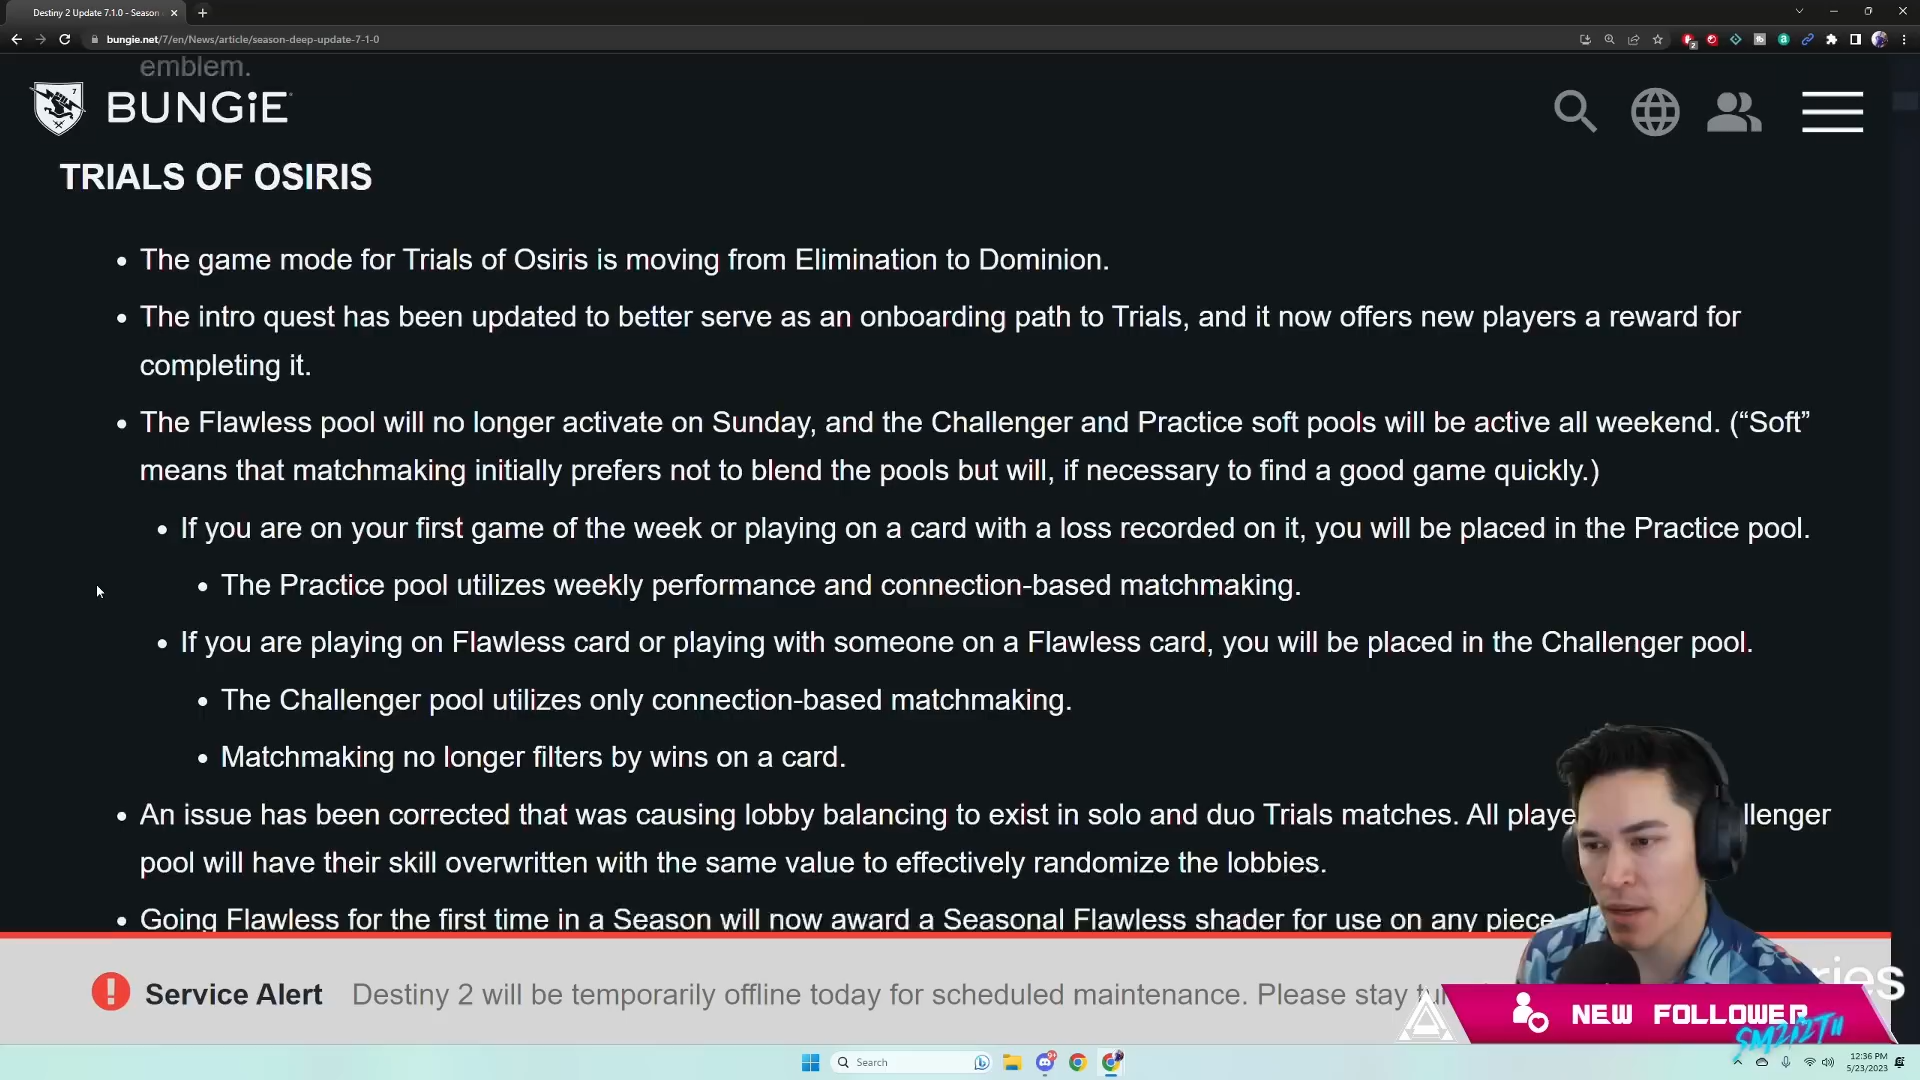 Destiny 2 Update 7.1.0 - Season
bungie.net/7/en/News/article/season-deep-update-7-1-0
emblem.
7
BUNGiE
TRIALS OF OSIRIS
• The game mode for Trials of Osiris is moving from Elimination to Dominion.
• The intro quest has been updated to better serve as an onboarding path to Trials, and it now offers new players a reward for
completing it.
• The Flawless pool will no longer activate on Sunday, and the Challenger and Practice soft pools will be active all weekend. (“Soft”
means that matchmaking initially prefers not to blend the pools but will, if necessary to find a good game quickly.)
• If you are on your first game of the week or playing on a card with a loss recorded on it, you will be placed in the Practice pool.
• The Practice pool utilizes weekly performance and connection-based matchmaking.
• If you are playing on Flawless card or playing with someone on a Flawless card, you will be placed in the Challenger pool.
• The Challenger pool utilizes only connection-based matchmaking.
• Matchmaking no longer filters by wins on a card.
• An issue has been corrected that was causing lobby balancing to exist in solo and duo Trials matches. All playe llenger
pool will have their skill overwritten with the same value to effectively randomize the lobbies.
• Going Flawless for the first time in a Season will now award a Seasonal Flawless shader for use on any piece
Service Alert Destiny 2 will be temporarily offline today for scheduled maintenance. Please stay tu ries
NEW FOLLOWER
SM2i2TH
Search
12:36 PM
5/23/2023